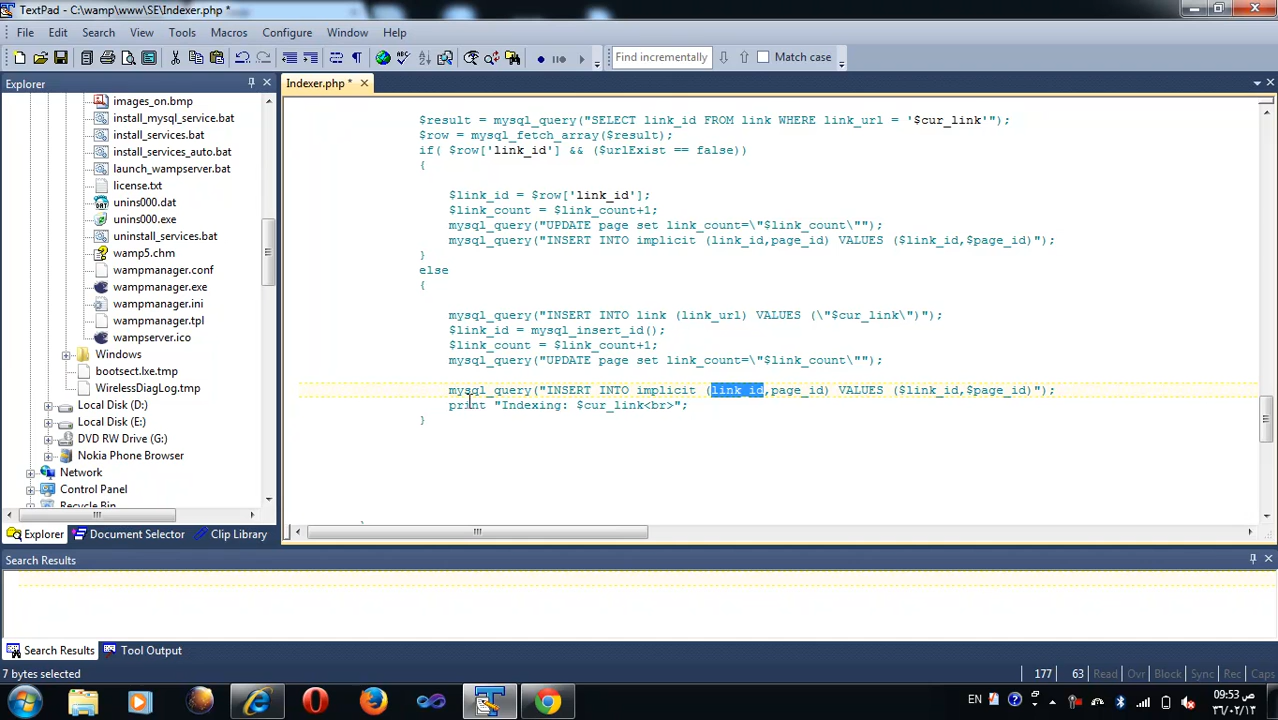 TextPad - C:\wamp\www\SE\Indexer.php *
File Edit Search View Tools Macros Configure Window Help
Find incrementally Match case
Explorer
Indexer.php *
images_on.bmp
install_mysql_service.bat
install_services.bat
install_services_auto.bat
launch_wampserver.bat
license.txt
unins000.dat
unins000.exe
uninstall_services.bat
wamp5.chm
wampmanager.conf
wampmanager.exe
wampmanager.ini
wampmanager.tpl
wampserver.ico
Windows
bootsect.lxe.tmp
WirelessDiagLog.tmp
Local Disk (D:)
Local Disk (E:)
DVD RW Drive (G:)
Nokia Phone Browser
Network
Control Panel
Recycle Bin
Explorer Document Selector Clip Library
$result = mysql_query("SELECT link_id FROM link WHERE link_url = '$cur_link'");
$row = mysql_fetch_array($result);
if( $row['link_id'] && ($urlExist == false))
{
$link_id = $row['link_id'];
$link_count = $link_count+1;
mysql_query("UPDATE page set link_count=\"$link_count\"");
mysql_query("INSERT INTO implicit (link_id,page_id) VALUES ($link_id,$page_id)");
}
else
{
mysql_query("INSERT INTO link (link_url) VALUES (\"$cur_link\")");
$link_id = mysql_insert_id();
$link_count = $link_count+1;
mysql_query("UPDATE page set link_count=\"$link_count\"");
mysql_query("INSERT INTO implicit (link_id,page_id) VALUES ($link_id,$page_id)");
print "Indexing: $cur_link<br>";
}
Search Results
Search Results Tool Output
7 bytes selected 177 63 Read Ovr Block Sync Rec Caps
EN 09:53 ص
٣٦/٠٢/١٣